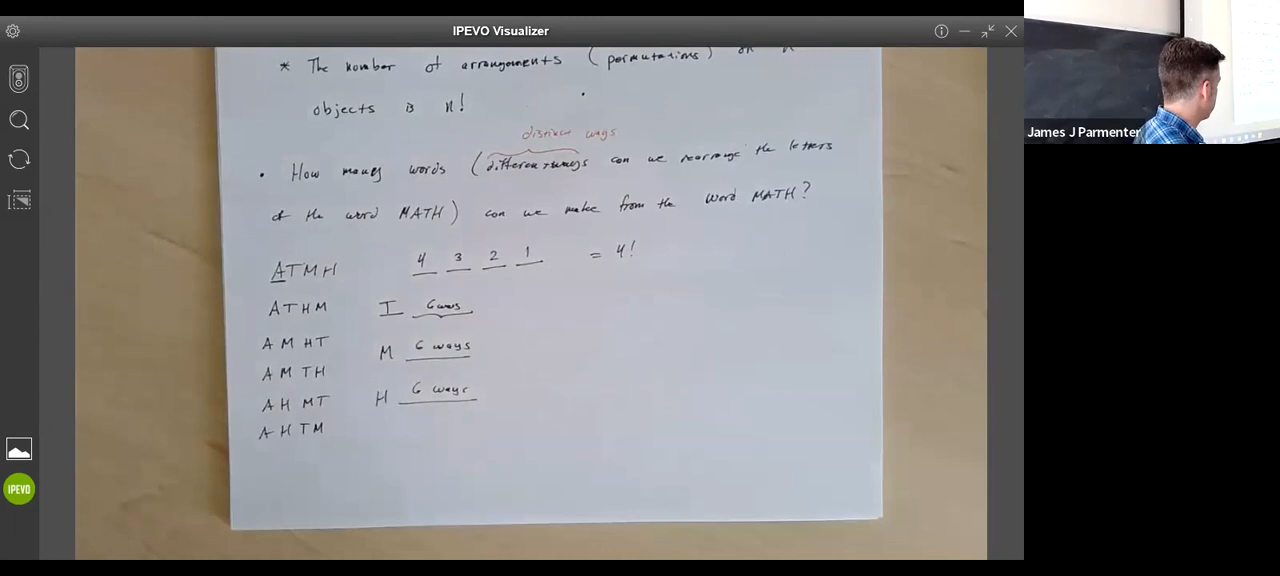 IPEVO Visualizer
* The number of arrangements (permutations) on n
objects is n!
distinct ways
• How many words (different ways can we rearrange the letters
of the word MATH) can we make from the word MATH?
ATMH 4 3 2 1 = 4!
ATHM T 6 ways
AMHT M 6 ways
AMTH
AHMT H 6 ways
AHTM
James J Parmenter
IPEVO